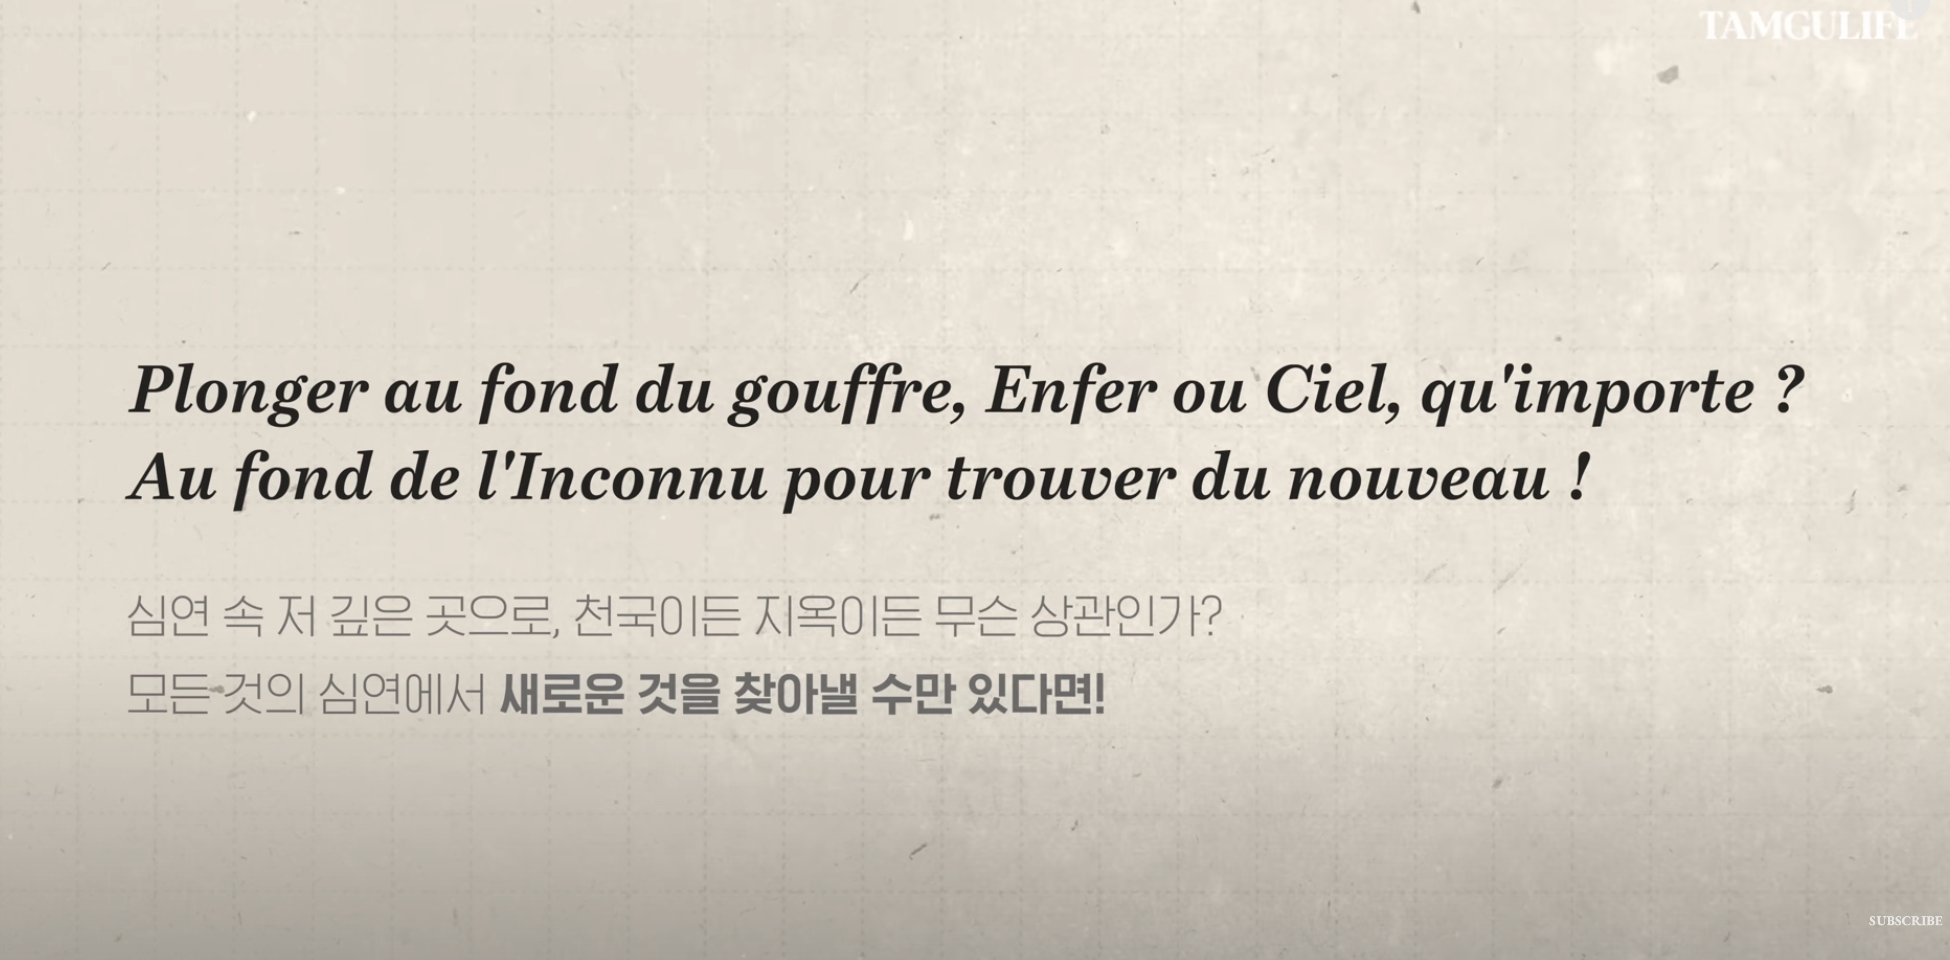 TAMGULIFE
Plonger au fond du gouffre, Enfer ou Ciel, qu'importe ?
Au fond de l'Inconnu pour trouver du nouveau !
심연 속 저 깊은 곳으로, 천국이든 지옥이든 무슨 상관인가?
모든 것의 심연에서 새로운 것을 찾아낼 수만 있다면!
SUBSCRIBE